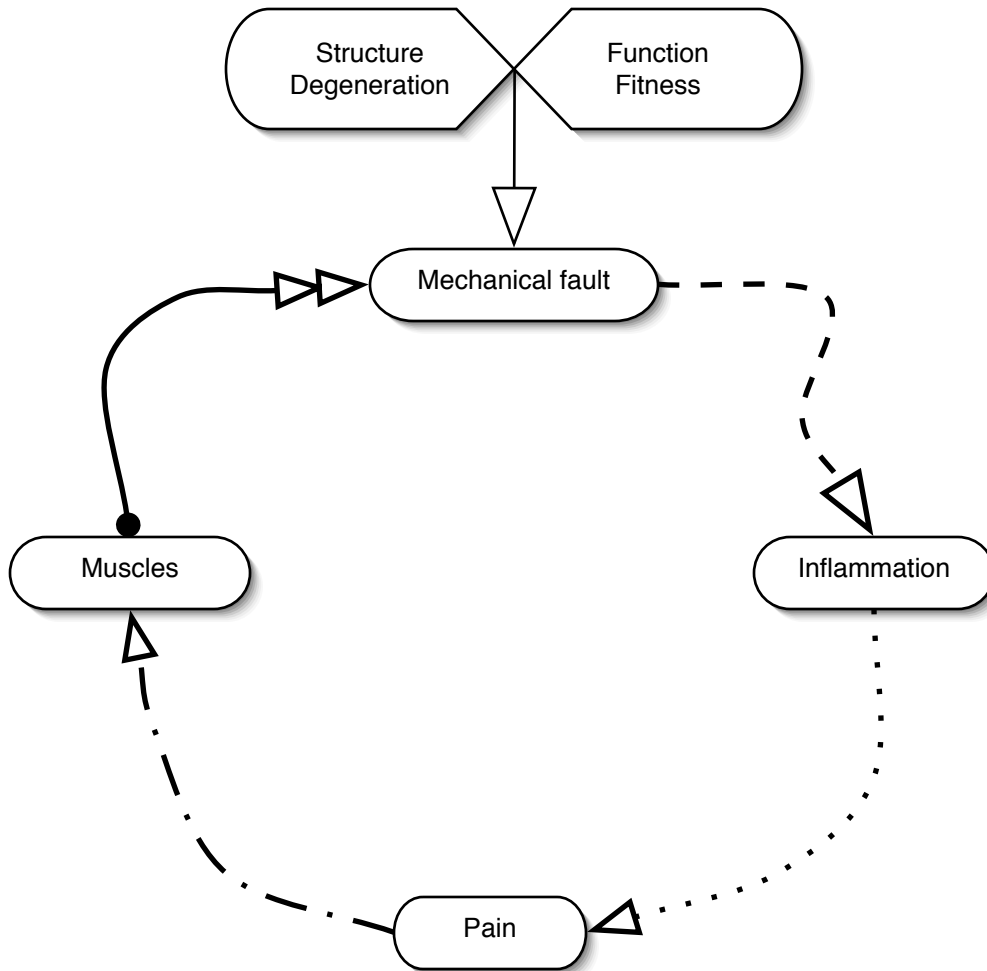 Structure
Degeneration
Function
Fitness
Mechanical fault
Muscles
Inflammation
Pain